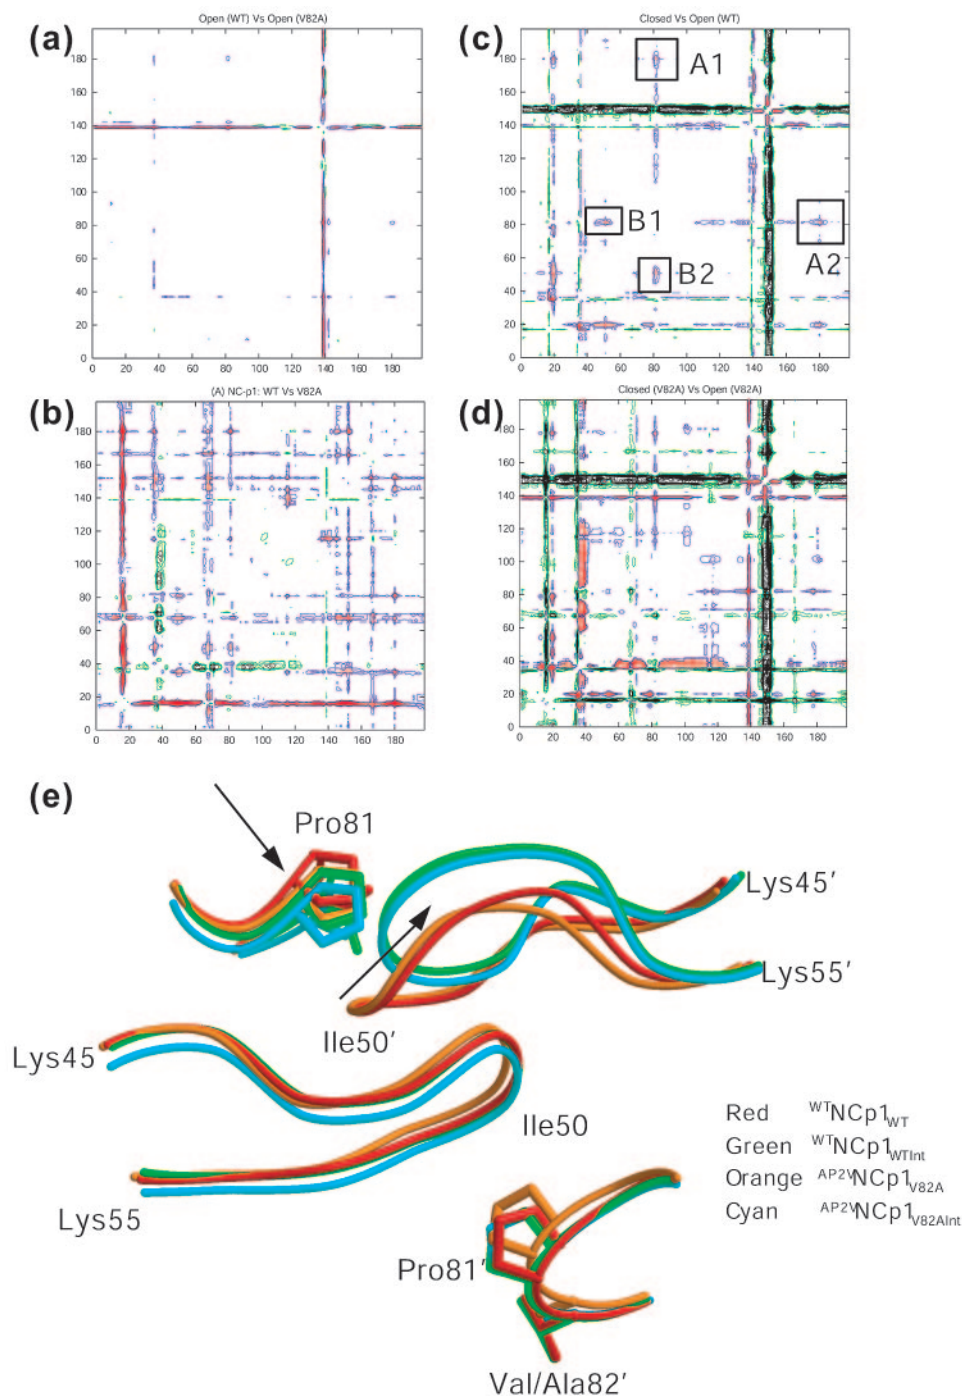 (a)
Open (WT) Vs Open (V82A)
180
160
140
120
100
80
60
40
20
0
0 20 40 60 80 100 120 140 160 180
(c)
Closed Vs Open (WT)
A1
B1
B2
A2
180
160
140
120
100
80
60
40
20
0
0 20 40 60 80 100 120 140 160 180
(b)
(A) NC-p1: WT Vs V82A
180
160
140
120
100
80
60
40
20
0
0 20 40 60 80 100 120 140 160 180
(d)
Closed (V82A) Vs Open (V82A)
180
160
140
120
100
80
60
40
20
0
0 20 40 60 80 100 120 140 160 180
(e)
Pro81
Lys45′
Lys55′
Ile50′
Lys45
Ile50
Lys55
Pro81′
Val/Ala82′
Red WTNCp1WT
Green WTNCp1WTInt
Orange AP2VNCp1V82A
Cyan AP2VNCp1V82AInt